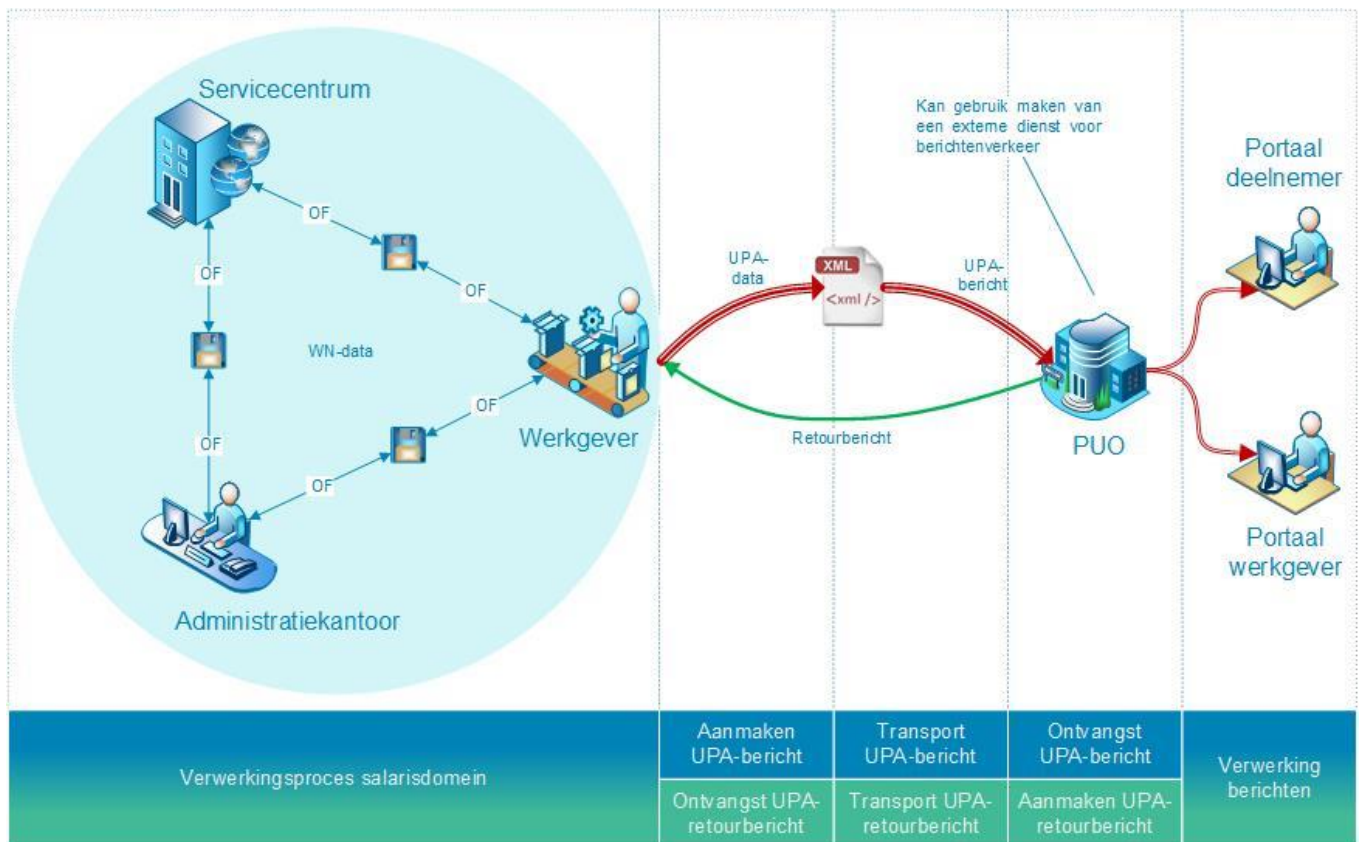 Servicecentrum
OF
OF
OF
WN-data
OF
OF
OF
Werkgever
Administratiekantoor
UPA-
data
XML
<xml />
UPA-
bericht
Retourbericht
Kan gebruik maken van
een externe dienst voor
berichtenverkeer
PUO
Portaal
deelnemer
Portaal
werkgever
Verwerkingsproces salarisdomein
Aanmaken
UPA-bericht
Transport
UPA-bericht
Ontvangst
UPA-bericht
Ontvangst UPA-
retourbericht
Transport UPA-
retourbericht
Aanmaken UPA-
retourbericht
Verwerking
berichten